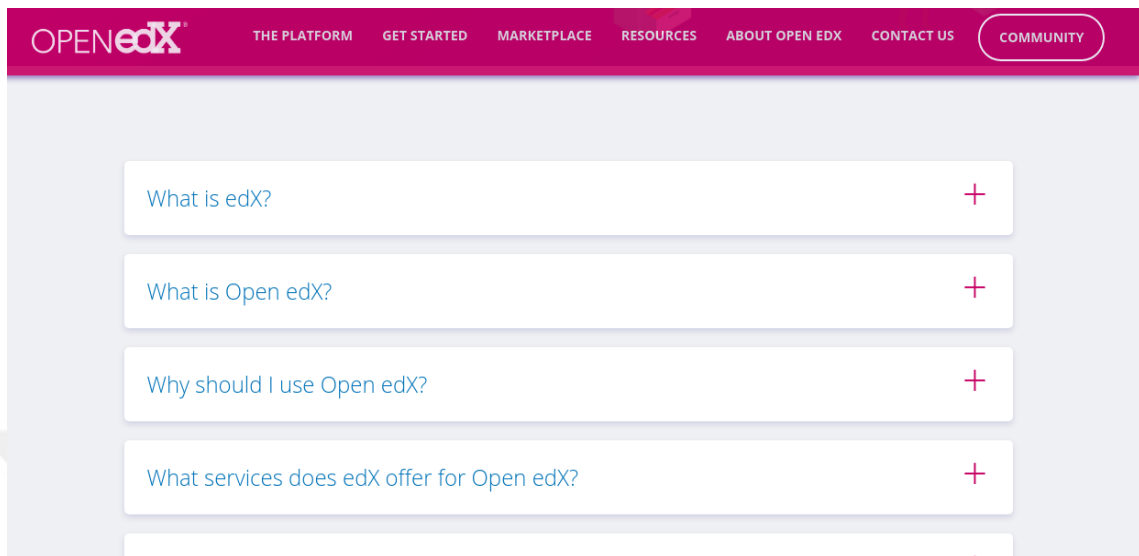 OPENedX®
THE PLATFORM GET STARTED MARKETPLACE RESOURCES ABOUT OPEN EDX CONTACT US COMMUNITY
What is edX?
What is Open edX?
Why should I use Open edX?
What services does edX offer for Open edX?